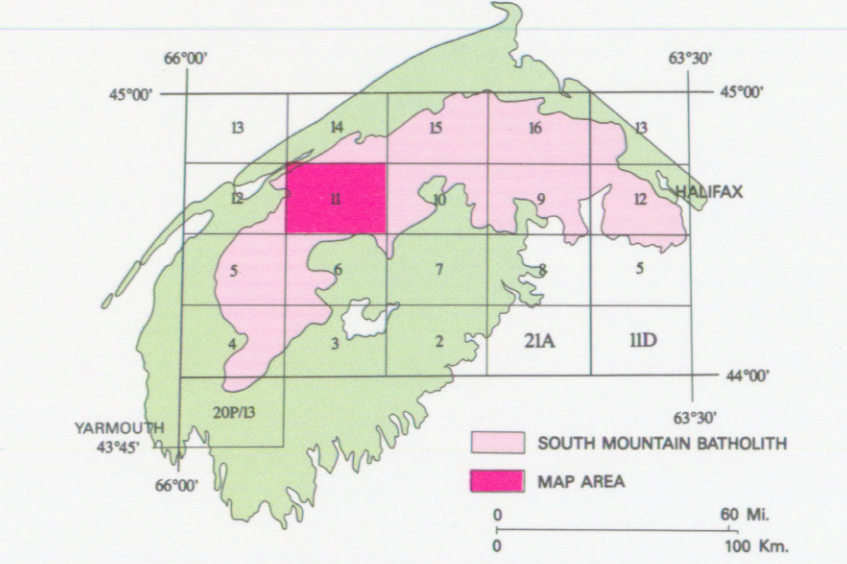 66°00'
63°30'
45°00'
45°00'
13
14
15
16
13
12
11
10
9
12
HALIFAX
5
6
7
8
5
4
3
2
21A
11D
44°00'
20P/13
63°30'
YARMOUTH
43°45'
66°00'
SOUTH MOUNTAIN BATHOLITH
MAP AREA
0 60 Mi.
0 100 Km.